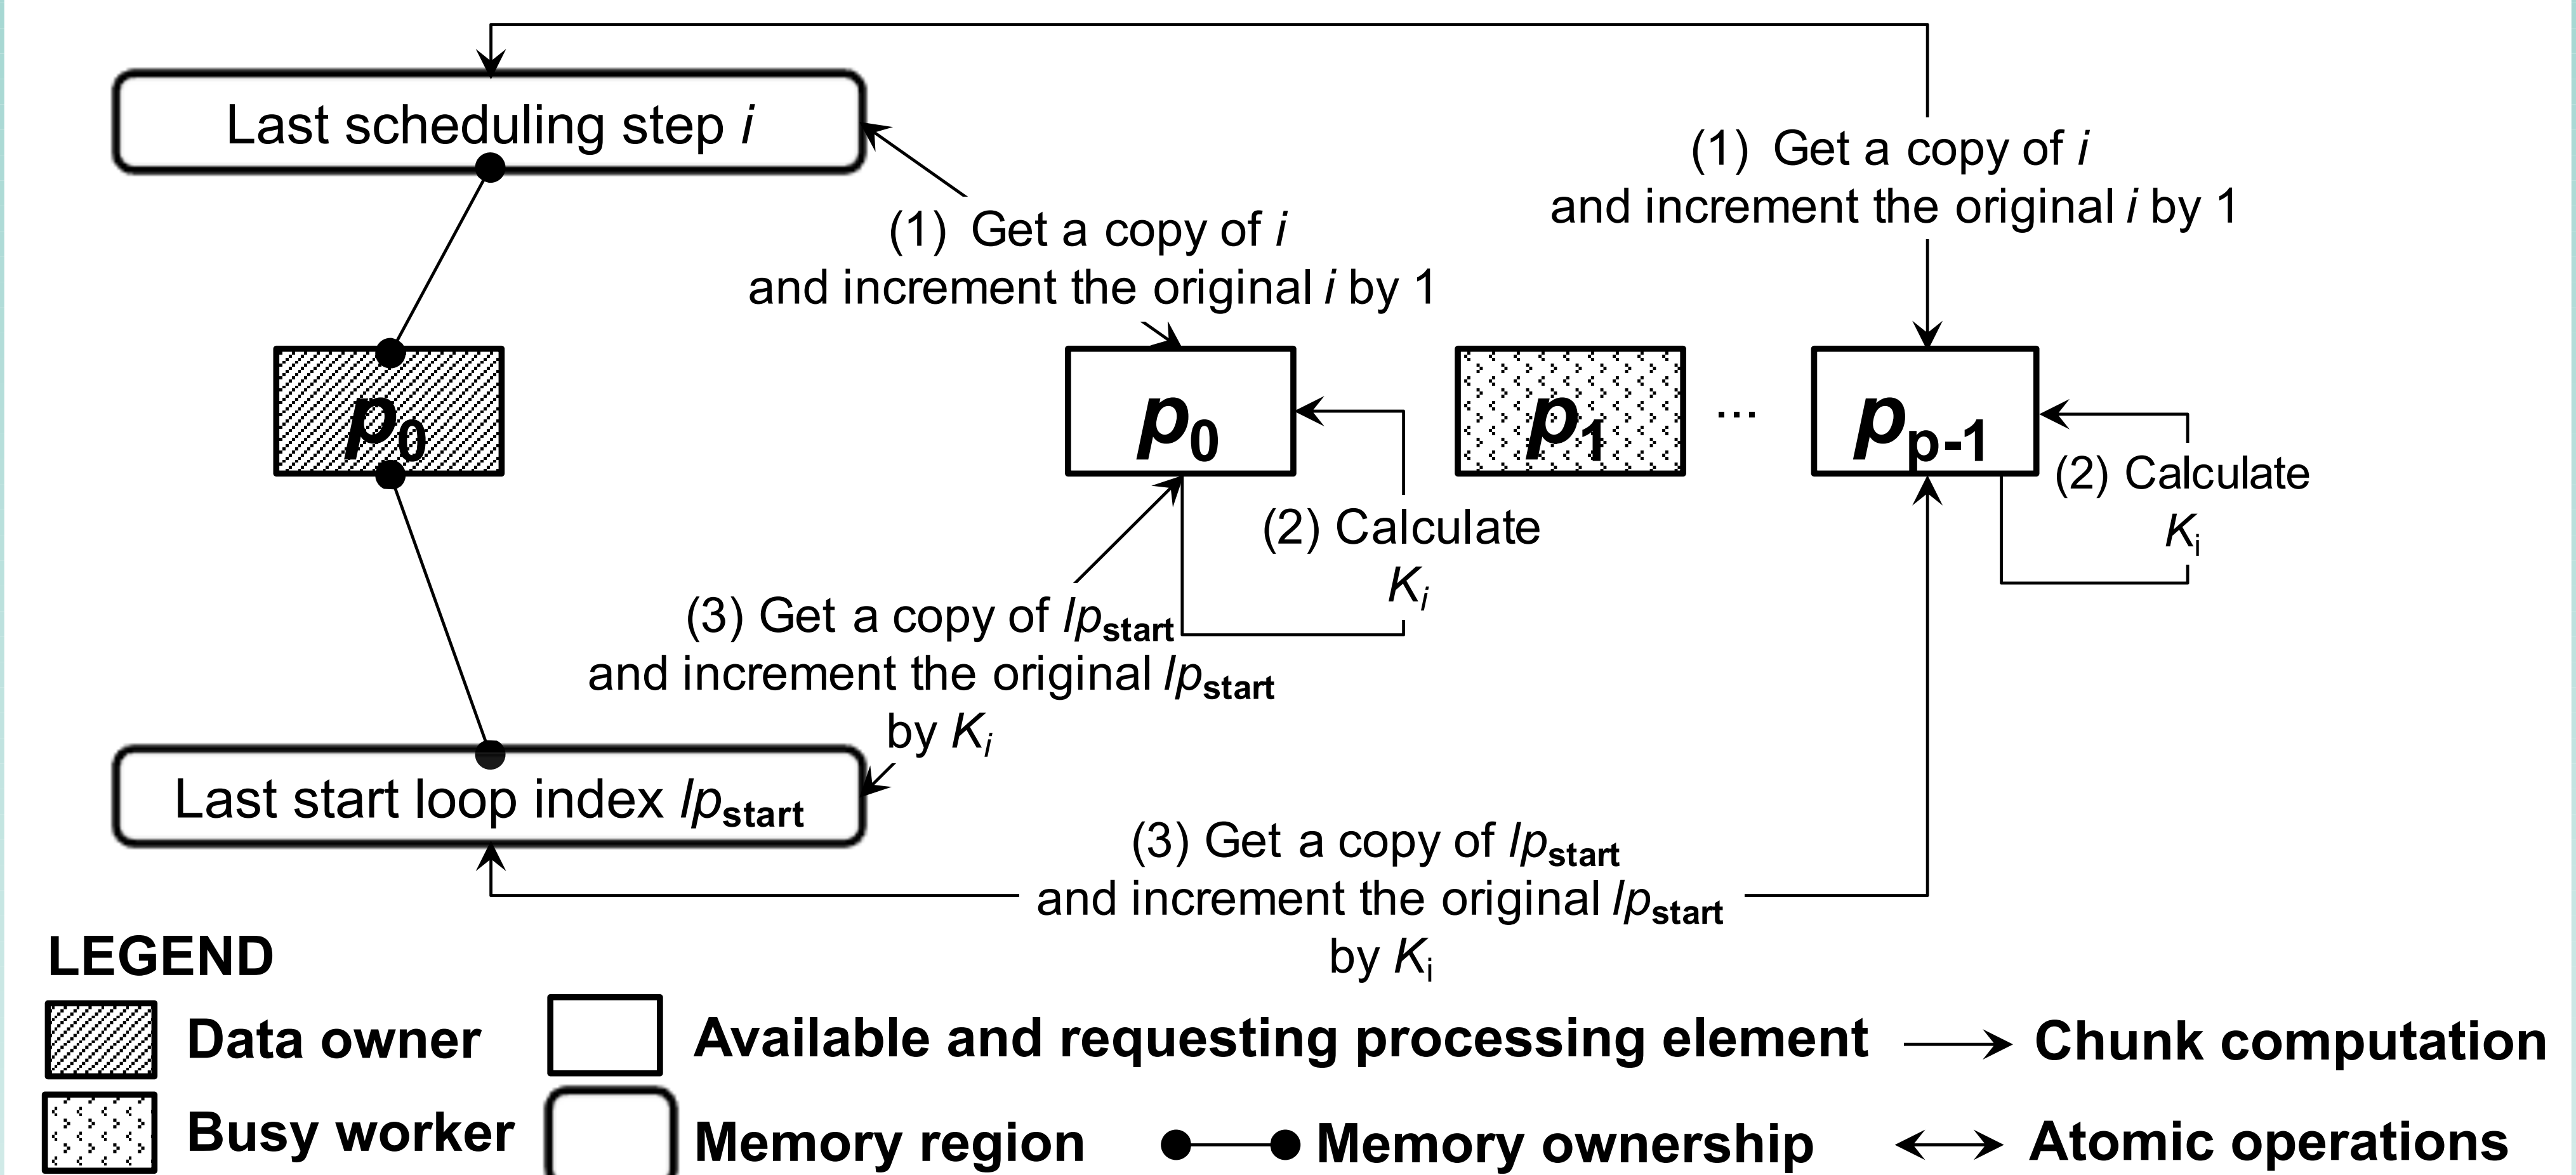 Last scheduling step i
(1) Get a copy of i
and increment the original i by 1
(1) Get a copy of i
and increment the original i by 1
p0
p0
p1
...
pp-1
(2) Calculate
Ki
(2) Calculate
Ki
(3) Get a copy of lpstart
and increment the original lpstart
by Ki
Last start loop index lpstart
(3) Get a copy of lpstart
and increment the original lpstart
by Ki
LEGEND
Data owner
Available and requesting processing element
Chunk computation
Busy worker
Memory region
Memory ownership
Atomic operations